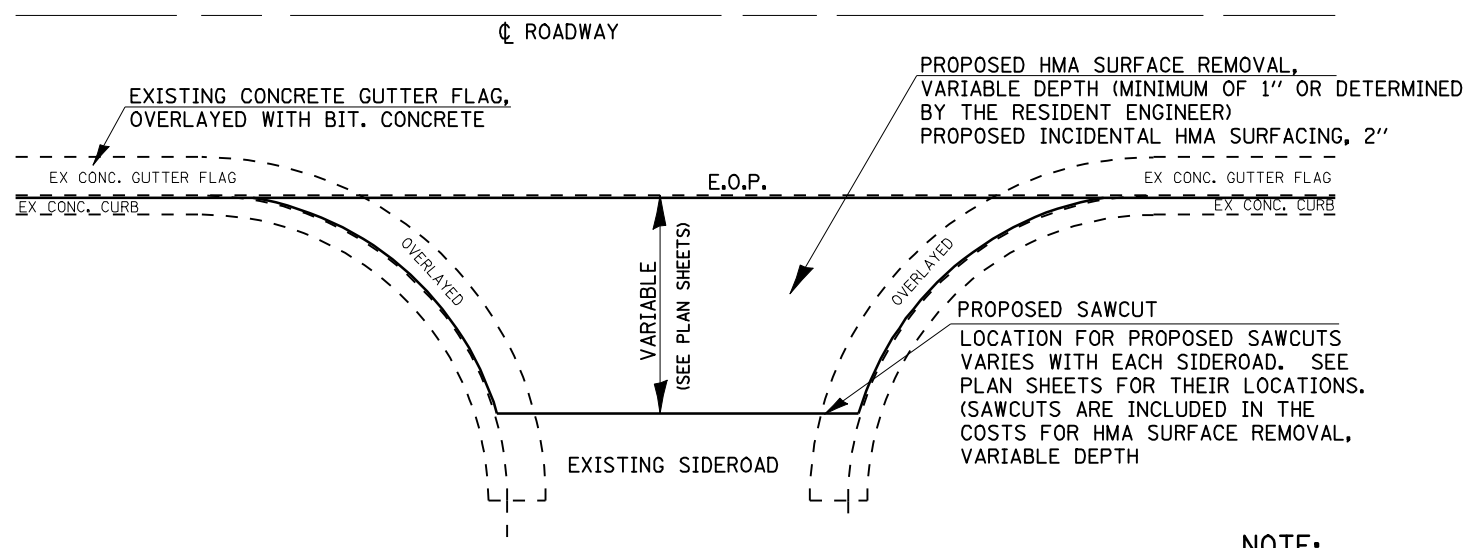 ℄ ROADWAY
PROPOSED HMA SURFACE REMOVAL,
VARIABLE DEPTH (MINIMUM OF 1" OR DETERMINED
BY THE RESIDENT ENGINEER)
PROPOSED INCIDENTAL HMA SURFACING, 2"
EXISTING CONCRETE GUTTER FLAG,
OVERLAYED WITH BIT. CONCRETE
EX CONC. GUTTER FLAG
E.O.P.
EX CONC. GUTTER FLAG
EX CONC. CURB
EX CONC. CURB
OVERLAYED
VARIABLE
(SEE PLAN SHEETS)
OVERLAYED
PROPOSED SAWCUT
LOCATION FOR PROPOSED SAWCUTS
VARIES WITH EACH SIDEROAD. SEE
PLAN SHEETS FOR THEIR LOCATIONS.
(SAWCUTS ARE INCLUDED IN THE
COSTS FOR HMA SURFACE REMOVAL,
VARIABLE DEPTH
EXISTING SIDEROAD
NOTE: